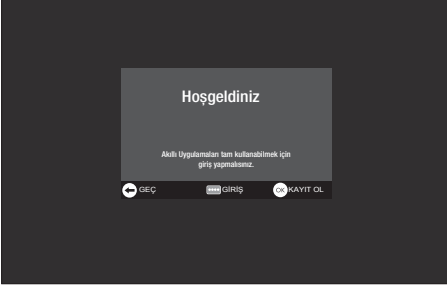 Hoşgeldiniz
Akıllı Uygulamaları tam kullanabilmek için
giriş yapmalısınız.
GEÇ GİRİŞ OK KAYIT OL